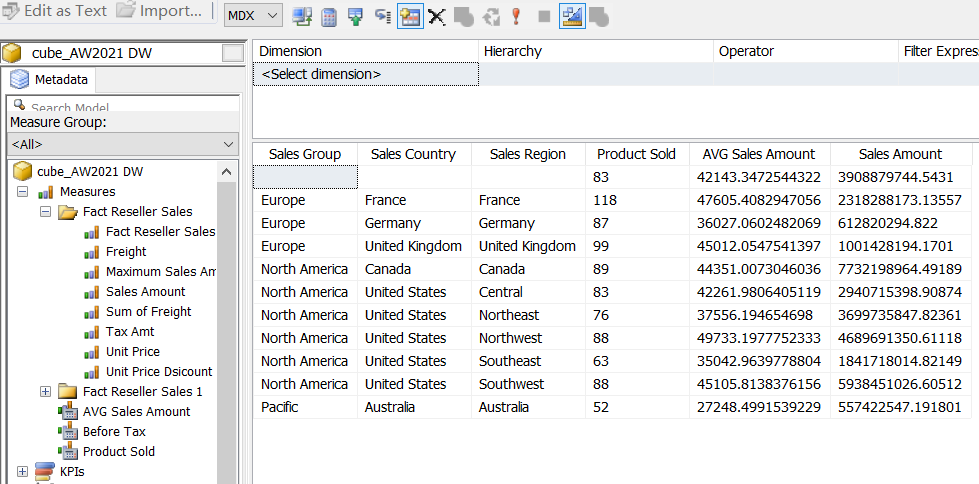 Edit as Text Import... MDX
cube_AW2021 DW
Metadata
Search Model
Measure Group:
<All>
cube_AW2021 DW
Measures
Fact Reseller Sales
Fact Reseller Sales
Freight
Maximum Sales Am
Sales Amount
Sum of Freight
Tax Amt
Unit Price
Unit Price Dsicount
Fact Reseller Sales 1
AVG Sales Amount
Before Tax
Product Sold
KPIs
Dimension Hierarchy Operator Filter Expres
<Select dimension>
Sales Group Sales Country Sales Region Product Sold AVG Sales Amount Sales Amount
83 42143.3472544322 3908879744.5431
Europe France France 118 47605.4082947056 2318288173.13557
Europe Germany Germany 87 36027.0602482069 612820294.822
Europe United Kingdom United Kingdom 99 45012.0547541397 1001428194.1701
North America Canada Canada 89 44351.0073046036 7732198964.49189
North America United States Central 83 42261.9806405119 2940715398.90874
North America United States Northeast 76 37556.194654698 3699735847.82361
North America United States Northwest 88 49733.1977752333 4689691350.61118
North America United States Southeast 63 35042.9639778804 1841718014.82149
North America United States Southwest 88 45105.8138376156 5938451026.60512
Pacific Australia Australia 52 27248.4991539229 557422547.191801